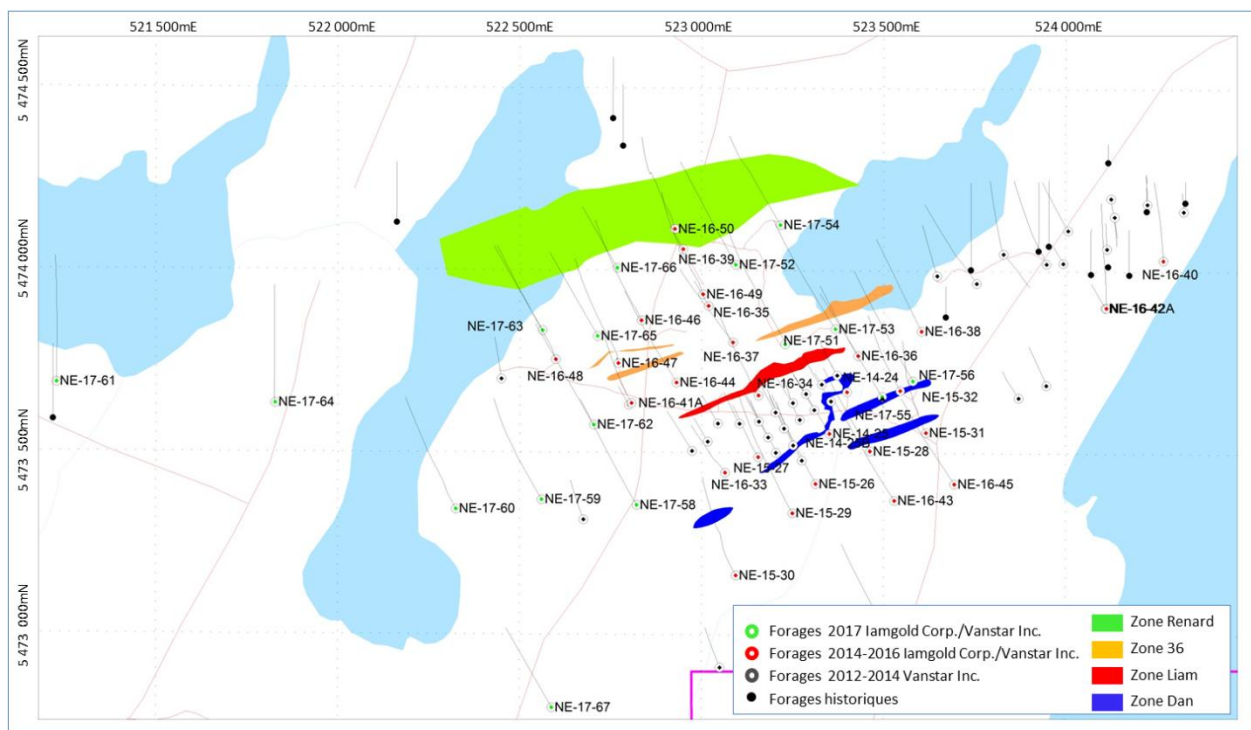 521 500mE
522 000mE
522 500mE
523 000mE
523 500mE
524 000mE
5 474 500mN
5 474 000mN
5 473 500mN
5 473 000mN
NE-16-50
NE-17-54
NE-16-39
NE-17-66
NE-17-52
NE-16-40
NE-16-49
NE-16-35
NE-16-42A
NE-17-63
NE-16-46
NE-17-65
NE-17-53
NE-16-38
NE-17-51
NE-16-37
NE-16-36
NE-16-48
NE-16-47
NE-17-61
NE-16-44
NE-16-34
NE-14-24
NE-17-56
NE-17-64
NE-16-41A
NE-15-32
NE-17-55
NE-17-62
NE-15-31
NE-14-25B
NE-15-28
NE-15-27
NE-16-33
NE-15-26
NE-16-45
NE-17-60
NE-17-59
NE-17-58
NE-15-29
NE-16-43
NE-15-30
NE-17-67
Forages 2017 Iamgold Corp./Vanstar Inc.
Forages 2014-2016 Iamgold Corp./Vanstar Inc.
Forages 2012-2014 Vanstar Inc.
Forages historiques
Zone Renard
Zone 36
Zone Liam
Zone Dan